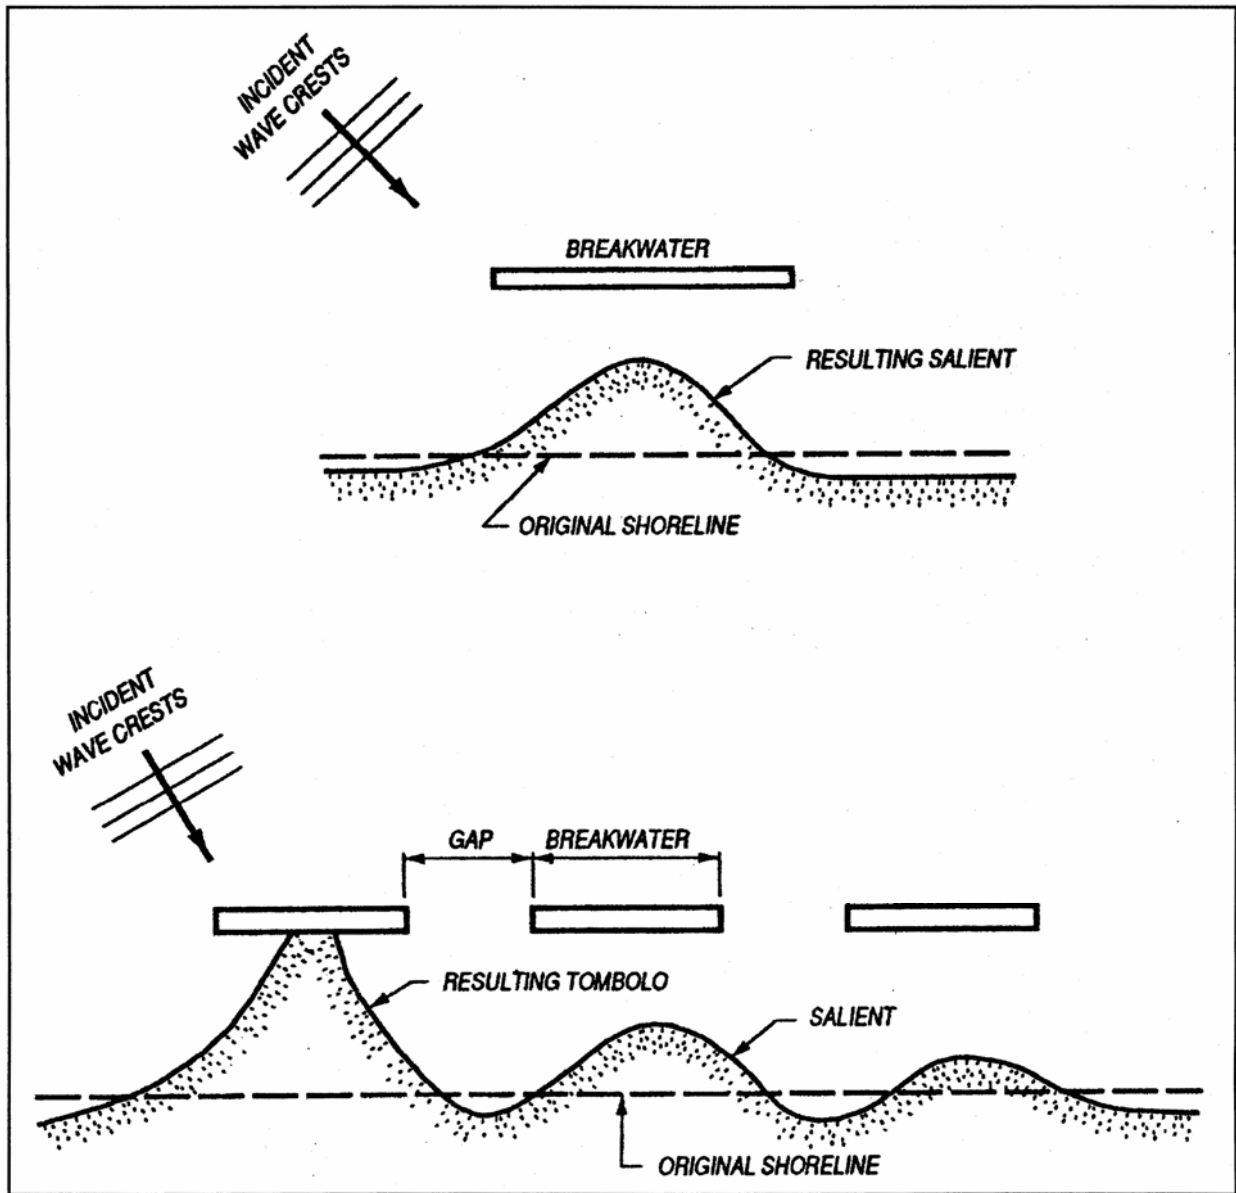 INCIDENT
WAVE CRESTS
BREAKWATER
RESULTING SALIENT
ORIGINAL SHORELINE
INCIDENT
WAVE CRESTS
GAP
BREAKWATER
RESULTING TOMBOLO
SALIENT
ORIGINAL SHORELINE